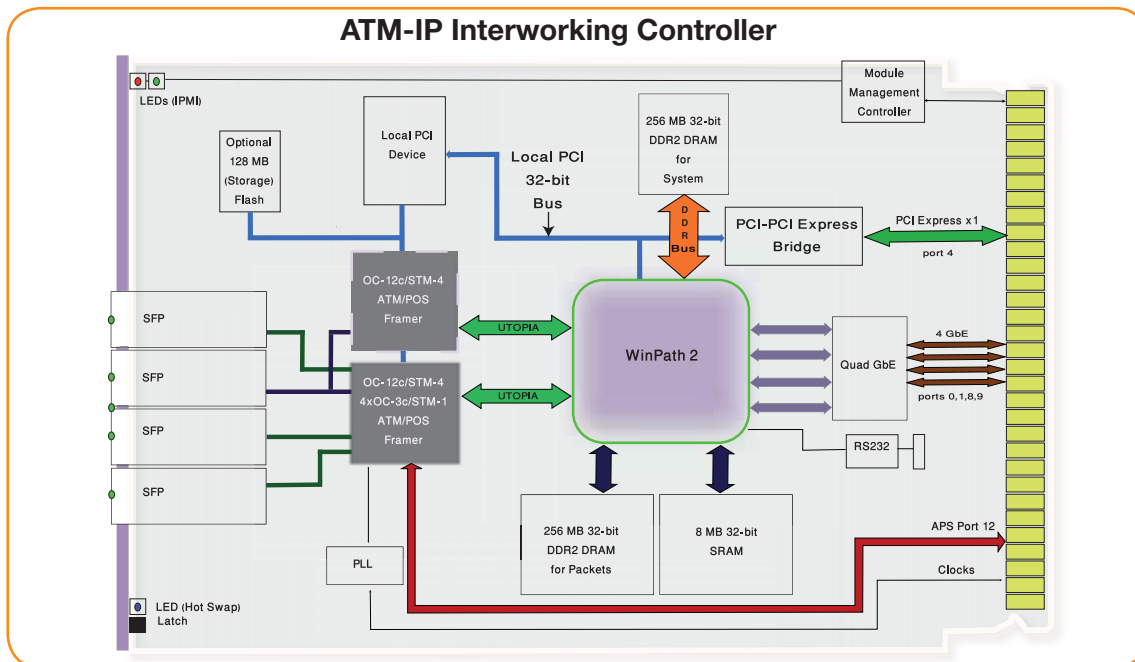 ATM-IP Interworking Controller
LEDs (IPMI)
Module
Management
Controller
Optional
128 MB
(Storage)
Flash
Local PCI
Device
Local PCI
32-bit
Bus
256 MB 32-bit
DDR2 DRAM
for
System
D
D
R
Bus
PCI-PCI Express
Bridge
PCI Express x1
port 4
SFP
SFP
SFP
SFP
OC-12c/STM-4
ATM/POS
Framer
OC-12c/STM-4
4xOC-3c/STM-1
ATM/POS
Framer
UTOPIA
UTOPIA
WinPath 2
Quad GbE
4 GbE
ports 0,1,8,9
RS232
256 MB 32-bit
DDR2 DRAM
for Packets
8 MB 32-bit
SRAM
PLL
APS Port 12
Clocks
LED (Hot Swap)
Latch